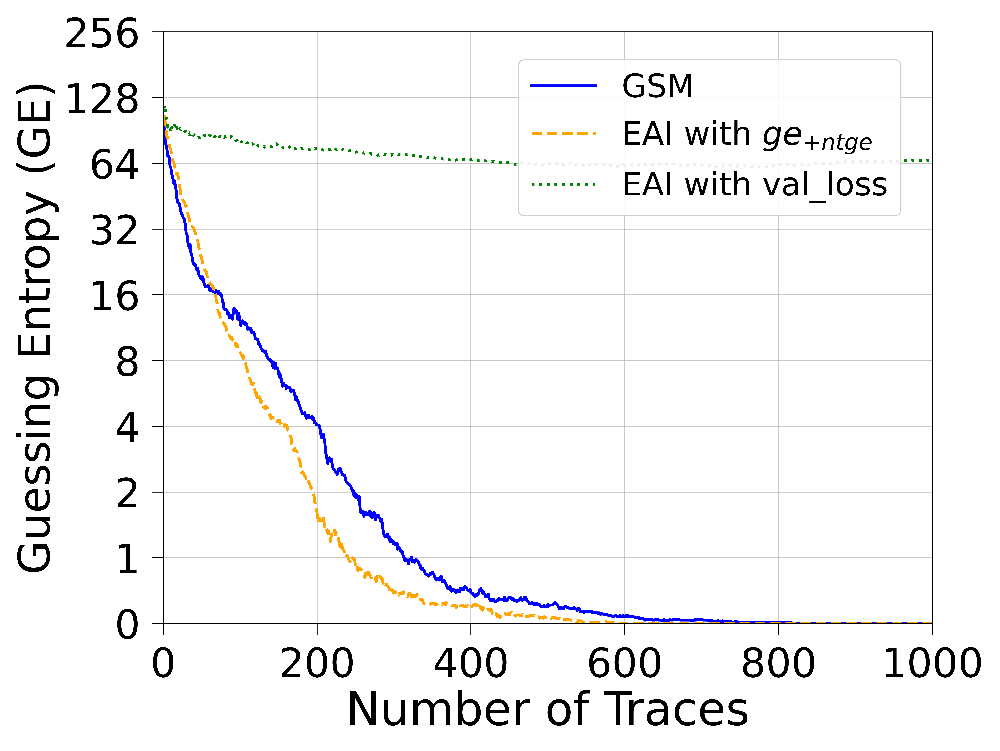 Guessing Entropy (GE)
256
128
64
32
16
8
4
2
1
0
GSM
EAI with ge+ntge
EAI with val_loss
0 200 400 600 800 1000
Number of Traces